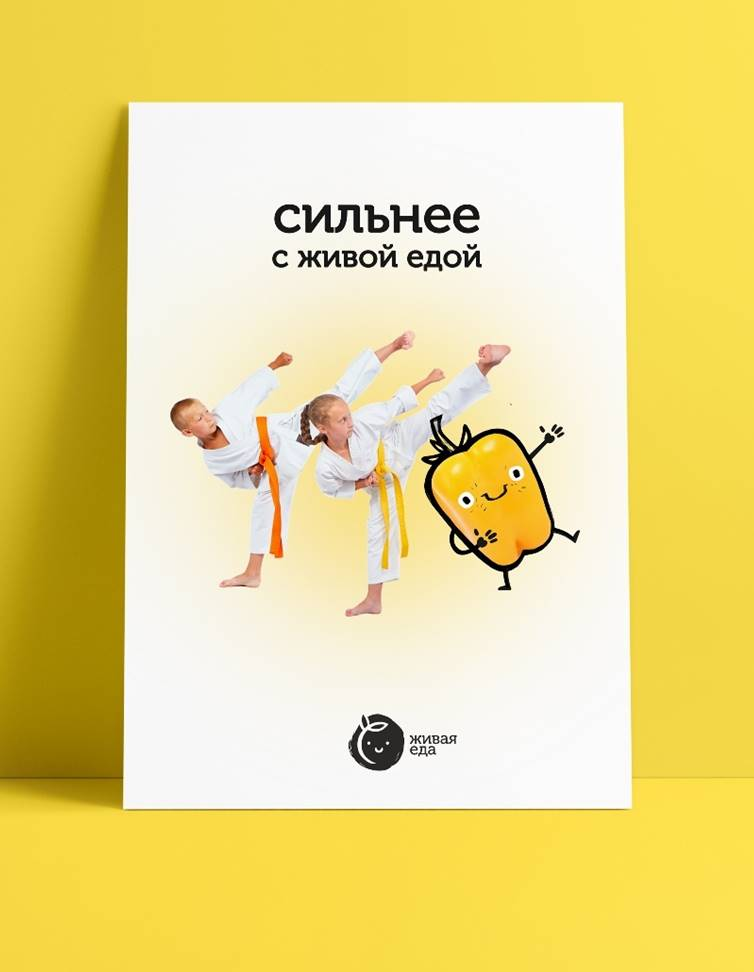 сильнее
с живой едой
живая
еда